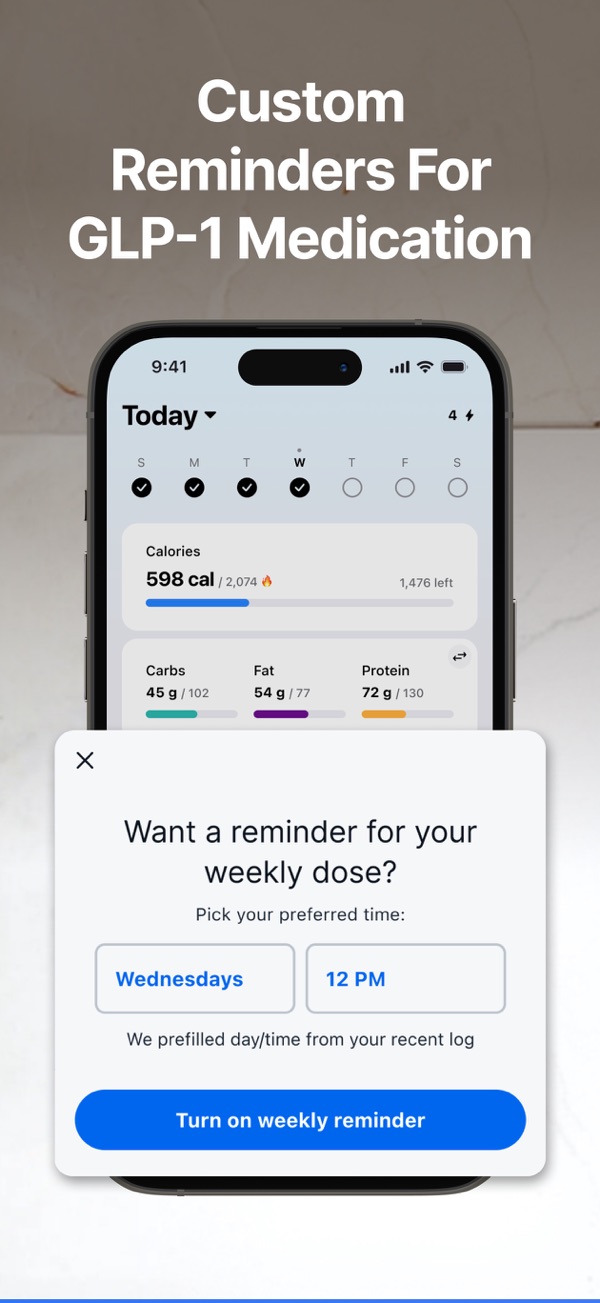 Custom
Reminders For
GLP-1 Medication
9:41
Today
4
S M T W T F S
Calories
598 cal / 2,074 🔥 1,476 left
Carbs Fat Protein
45 g / 102 54 g / 77 72 g / 130
Want a reminder for your
weekly dose?
Pick your preferred time:
Wednesdays 12 PM
We prefilled day/time from your recent log
Turn on weekly reminder